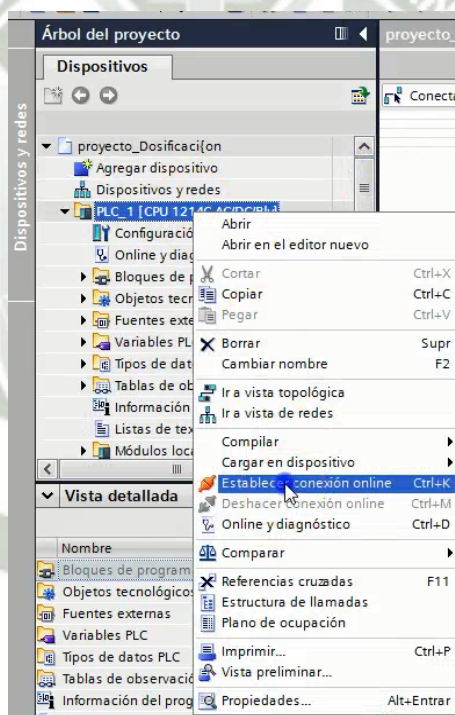 Árbol del proyecto
proyecto_
Dispositivos
Conecta
Dispositivos y redes
proyecto_Dosificaci{on
Agregar dispositivo
Dispositivos y redes
PLC_1 [CPU 1214C AC/DC/Rly]
Configuració
Online y diag
Bloques de p
Objetos tecn
Fuentes exte
Variables PL
Tipos de dat
Tablas de ob
Información
Listas de tex
Módulos loca
Abrir
Abrir en el editor nuevo
Cortar Ctrl+X
Copiar Ctrl+C
Pegar Ctrl+V
Borrar Supr
Cambiar nombre F2
Ir a vista topológica
Ir a vista de redes
Compilar
Cargar en dispositivo
Establecer conexión online Ctrl+K
Deshacer conexión online Ctrl+M
Online y diagnóstico Ctrl+D
Comparar
Referencias cruzadas F11
Estructura de llamadas
Plano de ocupación
Imprimir... Ctrl+P
Vista preliminar...
Propiedades... Alt+Entrar
Vista detallada
Nombre
Bloques de program
Objetos tecnológicos
Fuentes externas
Variables PLC
Tipos de datos PLC
Tablas de observació
Información del prog